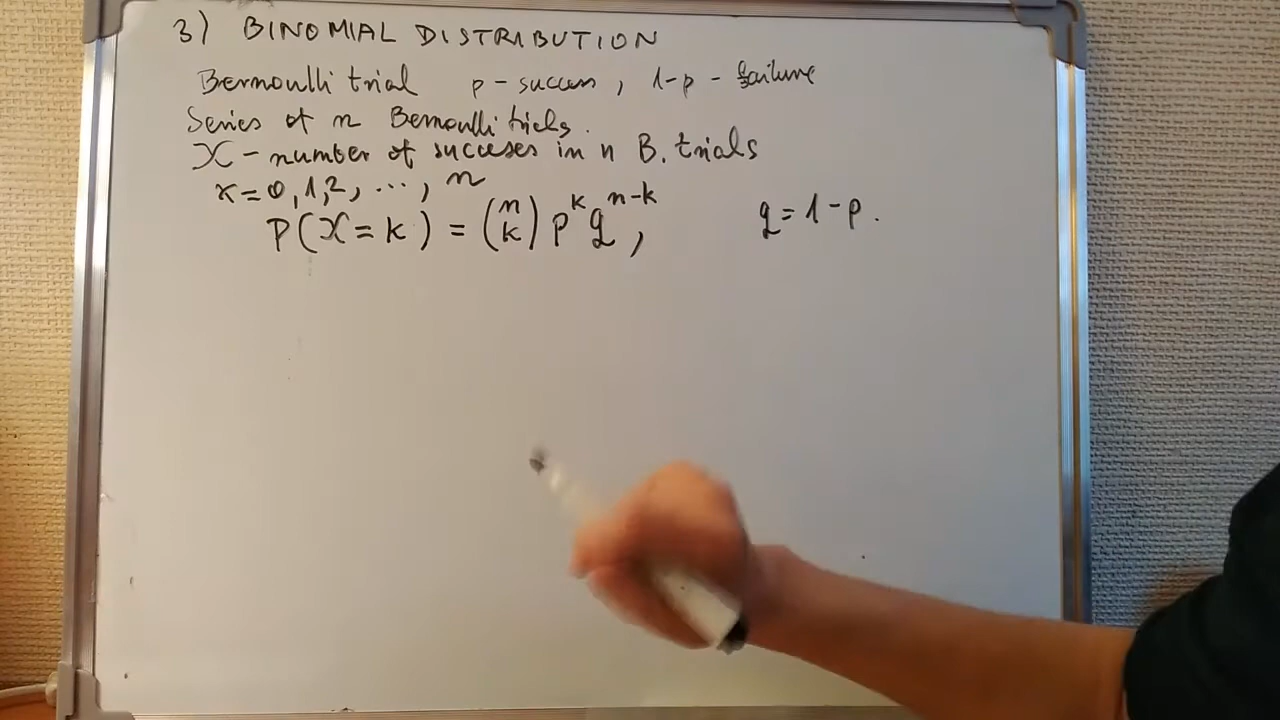 3) BINOMIAL DISTRIBUTION
Bernoulli trial p - success, 1-p - failure
Series of n Bernoulli trials.
X - number of succeses in n B. trials
x = 0, 1, 2, ..., n
P(X = k) = (n k) p^k q^{n-k}, q = 1 - p.